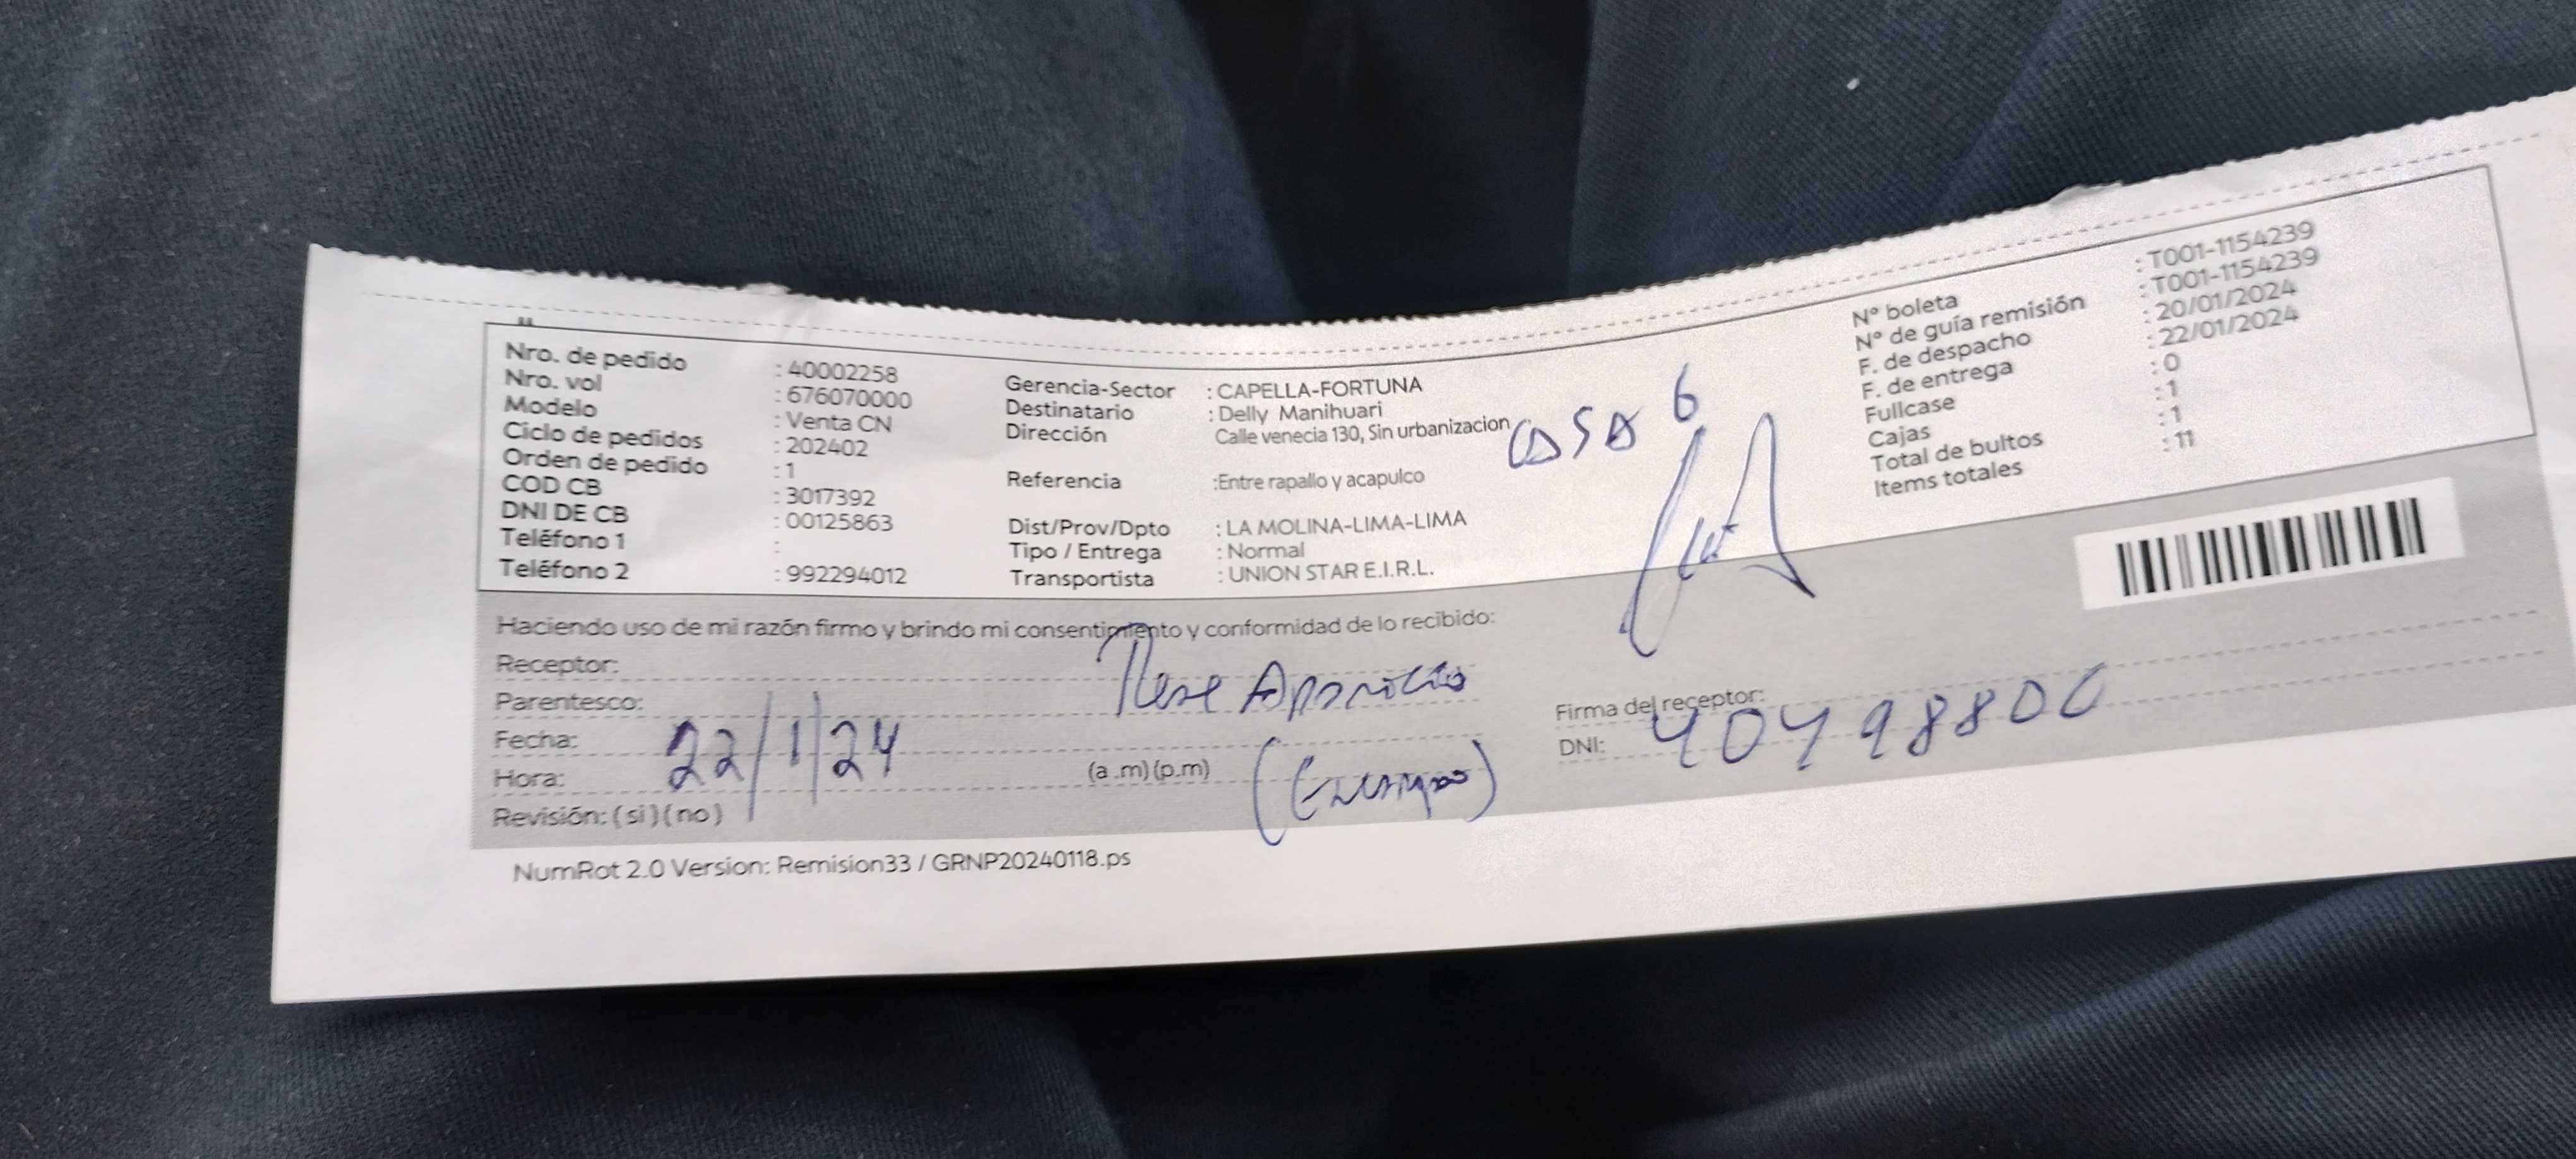 Nro. de pedido : 40002258
Nro. vol : 676070000
Modelo : Venta CN
Ciclo de pedidos : 202402
Orden de pedido : 1
COD CB : 3017392
DNI DE CB : 00125863
Teléfono 1 :
Teléfono 2 : 992294012
Gerencia-Sector : CAPELLA-FORTUNA
Destinatario : Delly Manihuari
Dirección Calle venecia 130, Sin urbanizacion
casa 6
Referencia :Entre rapallo y acapulco
Dist/Prov/Dpto : LA MOLINA-LIMA-LIMA
Tipo / Entrega : Normal
Transportista : UNION STAR E.I.R.L.
N° boleta : T001-1154239
N° de guía remisión : T001-1154239
F. de despacho : 20/01/2024
F. de entrega : 22/01/2024
Fullcase : 0
Cajas : 1
Total de bultos : 1
Items totales : 11
Haciendo uso de mi razón firmo y brindo mi consentimiento y conformidad de lo recibido:
Receptor:
Parentesco: Aparicio
Fecha: 22/1/24
Hora: (a .m) (p.m)
Revisión: ( si ) ( no )
Firma del receptor:
DNI:
NumRot 2.0 Version: Remision33 / GRNP20240118.ps